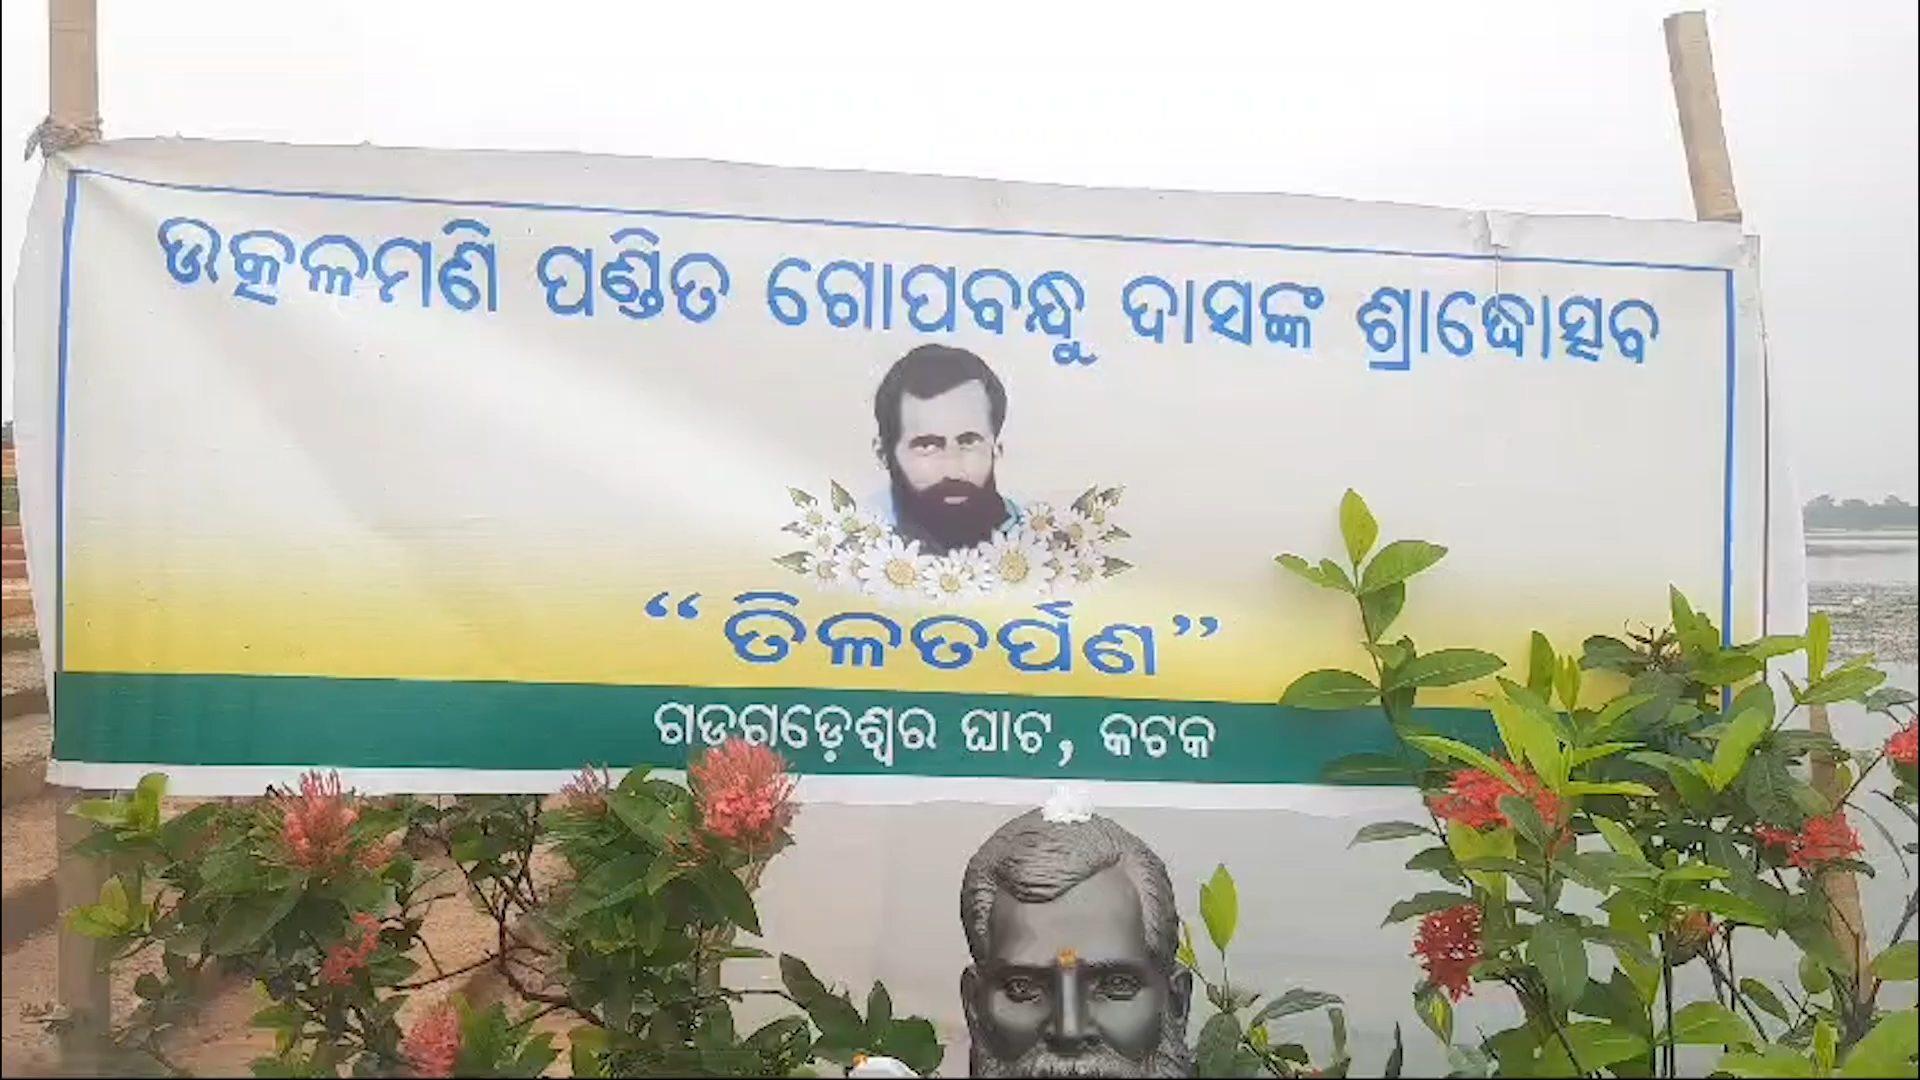 ଉତ୍କଳମଣି ପଣ୍ଡିତ ଗୋପବନ୍ଧୁ ଦାସଙ୍କ ଶ୍ରାଦ୍ଧୋତ୍ସବ
“ତିଳତର୍ପଣ”
ଗଡଗଡ଼େଶ୍ୱର ଘାଟ, କଟକ